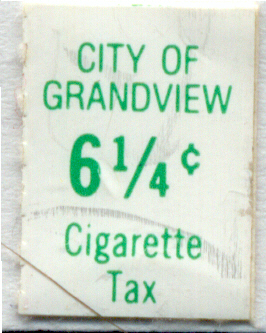 CITY OF
GRANDVIEW
6 1/4 ¢
Cigarette
Tax